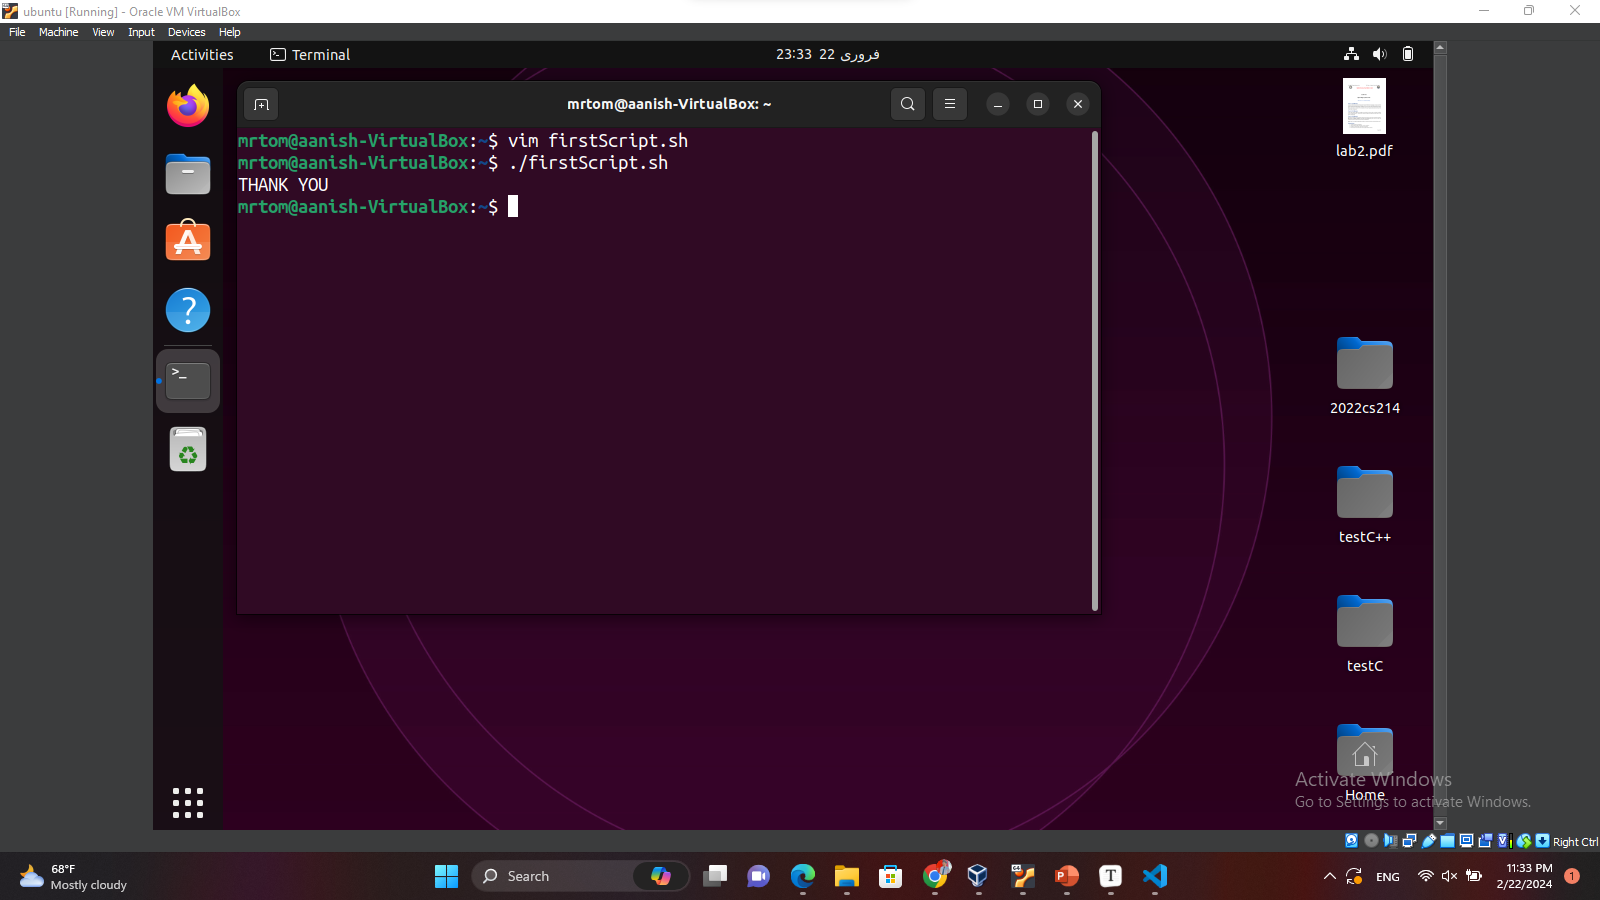 ubuntu [Running] - Oracle VM VirtualBox
File Machine View Input Devices Help
Activities Terminal 23:33 22 فروری
mrtom@aanish-VirtualBox: ~
mrtom@aanish-VirtualBox:~$ vim firstScript.sh
mrtom@aanish-VirtualBox:~$ ./firstScript.sh
THANK YOU
mrtom@aanish-VirtualBox:~$
lab2.pdf
2022cs214
testC++
testC
Home
Activate Windows
Go to Settings to activate Windows.
Right Ctrl
68°F
Mostly cloudy
Search
ENG
11:33 PM
2/22/2024
1